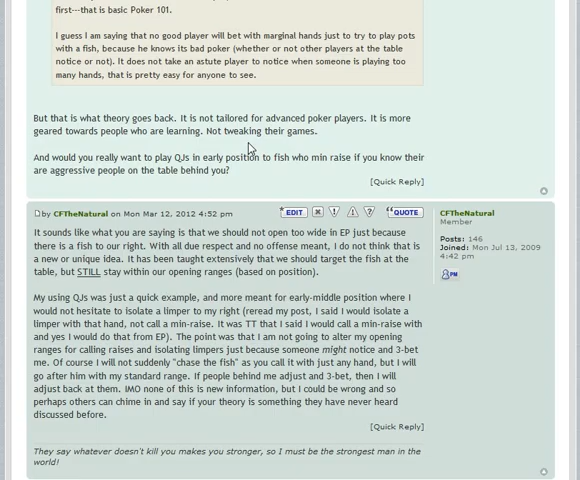 first---that is basic Poker 101.
I guess I am saying that no good player will bet with marginal hands just to try to play pots
with a fish, because he knows its bad poker (whether or not other players at the table
notice or not). It does not take an astute player to notice when someone is playing too
many hands, that is pretty easy for anyone to see.
But that is what theory goes back. It is not tailored for advanced poker players. It is more
geared towards people who are learning. Not tweaking their games.
And would you really want to play QJs in early position to fish who min raise if you know their
are aggressive people on the table behind you?
[Quick Reply]
by CFTheNatural on Mon Mar 12, 2012 4:52 pm
*EDIT
QUOTE
It sounds like what you are saying is that we should not open too wide in EP just because
there is a fish to our right. With all due respect and no offense meant, I do not think that is
a new or unique idea. It has been taught extensively that we should target the fish at the
table, but STILL stay within our opening ranges (based on position).
My using QJs was just a quick example, and more meant for early-middle position where I
would not hesitate to isolate a limper to my right (reread my post, I said I would isolate a
limper with that hand, not call a min-raise. It was TT that I said I would call a min-raise with
and yes I would do that from EP). The point was that I am not going to alter my opening
ranges for calling raises and isolating limpers just because someone might notice and 3-bet
me. Of course I will not suddenly "chase the fish" as you call it with just any hand, but I will
go after him with my standard range. If people behind me adjust and 3-bet, then I will
adjust back at them. IMO none of this is new information, but I could be wrong and so
perhaps others can chime in and say if your theory is something they have never heard
discussed before.
[Quick Reply]
They say whatever doesn't kill you makes you stronger, so I must be the strongest man in the
world!
CFTheNatural
Member
Posts: 146
Joined: Mon Jul 13, 2009
4:42 pm
PM